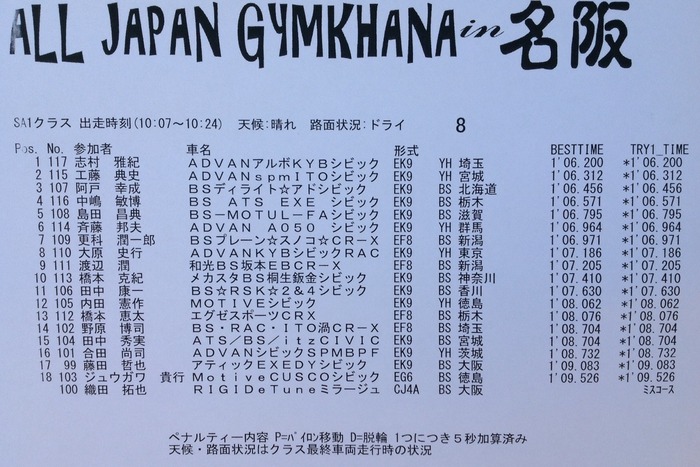 ALL JAPAN GYMKHANA in 名阪
SA1クラス 出走時刻(10:07～10:24) 天候:晴れ 路面状況:ドライ 8
Pos. No. 参加者 車名 形式 BESTTIME TRY1_TIME
1 117 志村 雅紀 ADVANアルボKYBシビック EK9 YH 埼玉 1'06.200 *1'06.200
2 115 工藤 典史 ADVANspmITOシビック EK9 YH 宮城 1'06.312 *1'06.312
3 107 阿戸 幸成 BSディライト☆アドシビック EK9 BS 北海道 1'06.456 *1'06.456
4 116 中嶋 敏博 BS ATS EXE シビック EK9 BS 栃木 1'06.571 *1'06.571
5 108 島田 昌典 BS-MOTUL-FAシビック EK9 BS 滋賀 1'06.795 *1'06.795
6 114 斉藤 邦夫 ADVAN A050 シビック EK9 YH 群馬 1'06.964 *1'06.964
7 109 更科 潤一郎 BSプレーン☆スノコ☆CR-X EF8 BS 新潟 1'06.971 *1'06.971
8 110 大原 史行 ADVANKYBシビックRAC EK9 YH 東京 1'07.186 *1'07.186
9 111 渡辺 潤 和光BS坂本EBCR-X EF8 BS 新潟 1'07.205 *1'07.205
10 113 橋本 克紀 メカスタBS桐生鈑金シビック EK9 BS 神奈川 1'07.410 *1'07.410
11 106 田中 康一 BS☆RSK☆2&4シビック EK9 BS 香川 1'07.630 *1'07.630
12 105 内田 憲作 MOTIVEシビック EK9 YH 徳島 1'08.062 *1'08.062
13 112 橋本 恵太 エグゼスポーツCRX EF8 BS 栃木 1'08.076 *1'08.076
14 102 野原 博司 BS・RAC・ITO渦CR-X EF8 BS 埼玉 1'08.704 *1'08.704
15 104 田中 秀実 ATS/BS/itzCIVIC EK9 BS 宮城 1'08.704 *1'08.704
16 101 合田 尚司 ADVANシビックSPMBPF EK9 YH 茨城 1'08.732 *1'08.732
17 99 藤田 哲也 アティックEXEDYシビック EK9 BS 大阪 1'09.083 *1'09.083
18 103 ジュウガワ 貴行 MotiveCUSCOシビック EG6 BS 徳島 1'09.526 *1'09.526
100 織田 拓也 RIGIDeTuneミラージュ CJ4A BS 大阪 ﾐｽｺｰｽ
ペナルティー内容 P=ﾊﾟｲﾛﾝ移動 D=脱輪 1つにつき5秒加算済み
天候・路面状況はクラス最終車両走行時の状況